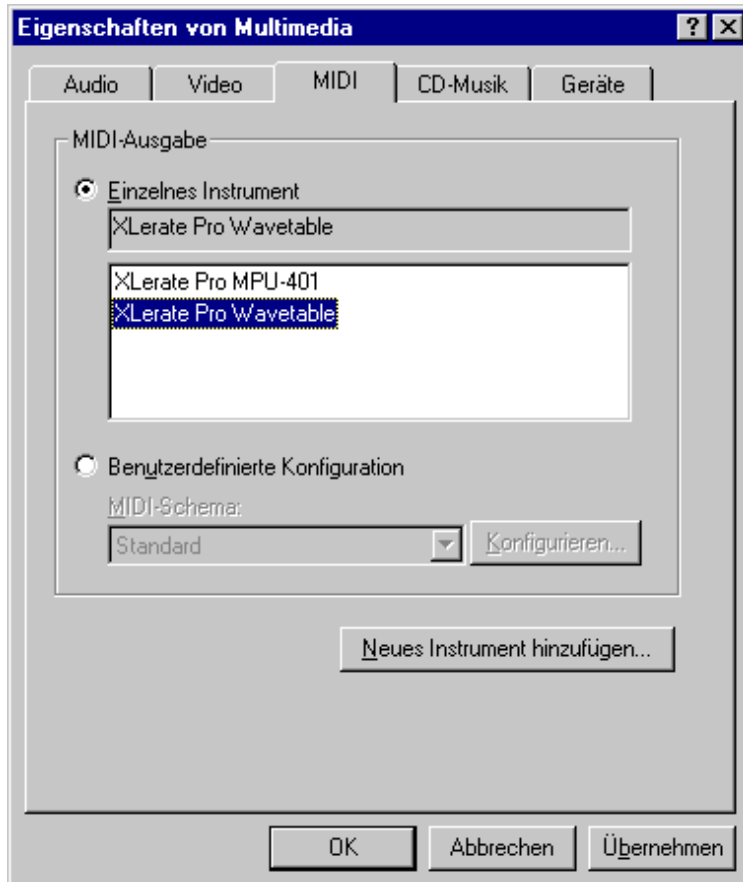 Eigenschaften von Multimedia
Audio Video MIDI CD-Musik Geräte
MIDI-Ausgabe
Einzelnes Instrument
XLerate Pro Wavetable
XLerate Pro MPU-401
XLerate Pro Wavetable
Benutzerdefinierte Konfiguration
MIDI-Schema:
Standard Konfigurieren...
Neues Instrument hinzufügen...
OK Abbrechen Übernehmen